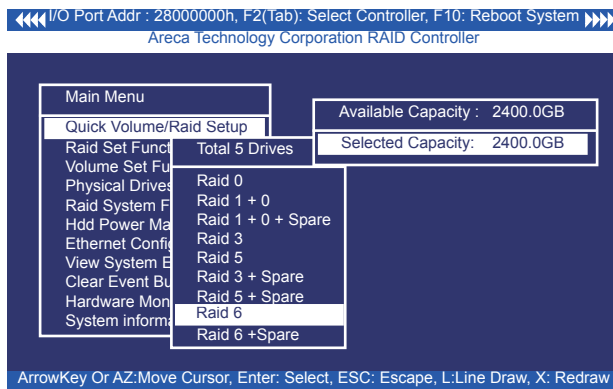 I/O Port Addr : 28000000h, F2(Tab): Select Controller, F10: Reboot System
Areca Technology Corporation RAID Controller
Main Menu
Quick Volume/Raid Setup
Raid Set Funct
Volume Set Fu
Physical Drives
Raid System F
Hdd Power Ma
Ethernet Config
View System E
Clear Event Bu
Hardware Mon
System informa
Total 5 Drives
Raid 0
Raid 1 + 0
Raid 1 + 0 + Spare
Raid 3
Raid 5
Raid 3 + Spare
Raid 5 + Spare
Raid 6
Raid 6 +Spare
Available Capacity : 2400.0GB
Selected Capacity: 2400.0GB
ArrowKey Or AZ:Move Cursor, Enter: Select, ESC: Escape, L:Line Draw, X: Redraw